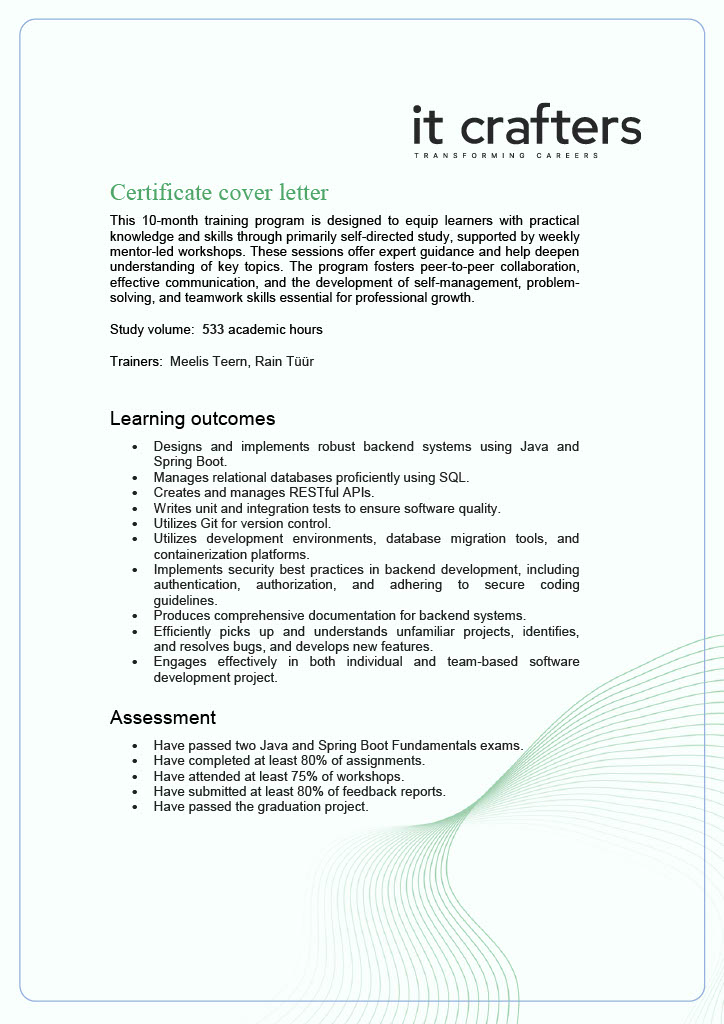 it crafters
TRANSFORMING CAREERS
Certificate cover letter
This 10-month training program is designed to equip learners with practical
knowledge and skills through primarily self-directed study, supported by weekly
mentor-led workshops. These sessions offer expert guidance and help deepen
understanding of key topics. The program fosters peer-to-peer collaboration,
effective communication, and the development of self-management, problem-
solving, and teamwork skills essential for professional growth.
Study volume: 533 academic hours
Trainers: Meelis Teern, Rain Tüür
Learning outcomes
• Designs and implements robust backend systems using Java and
Spring Boot.
• Manages relational databases proficiently using SQL.
• Creates and manages RESTful APIs.
• Writes unit and integration tests to ensure software quality.
• Utilizes Git for version control.
• Utilizes development environments, database migration tools, and
containerization platforms.
• Implements security best practices in backend development, including
authentication, authorization, and adhering to secure coding
guidelines.
• Produces comprehensive documentation for backend systems.
• Efficiently picks up and understands unfamiliar projects, identifies,
and resolves bugs, and develops new features.
• Engages effectively in both individual and team-based software
development project.
Assessment
• Have passed two Java and Spring Boot Fundamentals exams.
• Have completed at least 80% of assignments.
• Have attended at least 75% of workshops.
• Have submitted at least 80% of feedback reports.
• Have passed the graduation project.